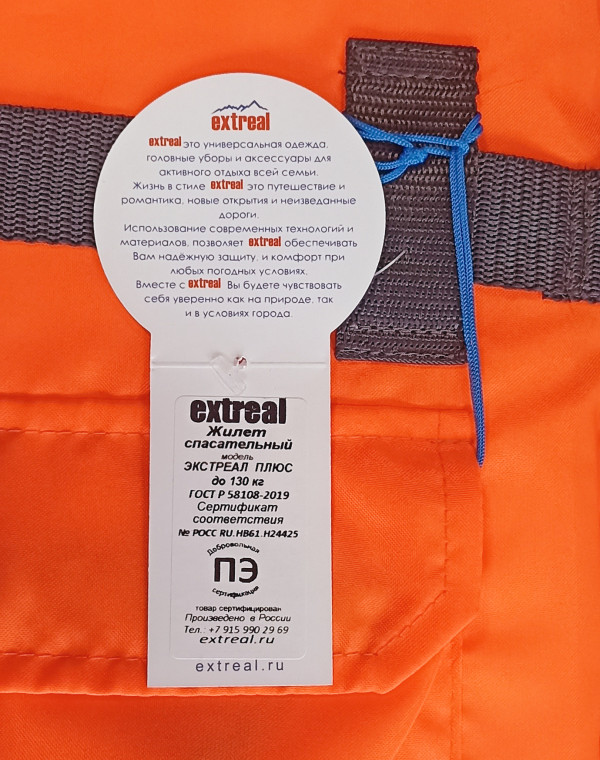 extreal
extreal это универсальная одежда,
головные уборы и аксессуары для
активного отдыха всей семьи.
Жизнь в стиле extreal это путешествие и
романтика, новые открытия и неизведанные
дороги.
Использование современных технологий и
материалов, позволяет extreal обеспечивать
Вам надёжную защиту, и комфорт при
любых погодных условиях.
Вместе с extreal Вы будете чувствовать
себя уверенно как на природе, так
и в условиях города.
extreal
Жилет
спасательный
модель
ЭКСТРЕАЛ ПЛЮС
до 130 кг
ГОСТ Р 58108-2019
Сертификат
соответствия
№ РОСС RU.HB61.H24425
Добровольная
ПЭ
сертификация
товар сертифицирован
Произведено в России
Тел.: +7 915 990 29 69
extreal.ru
extreal.ru